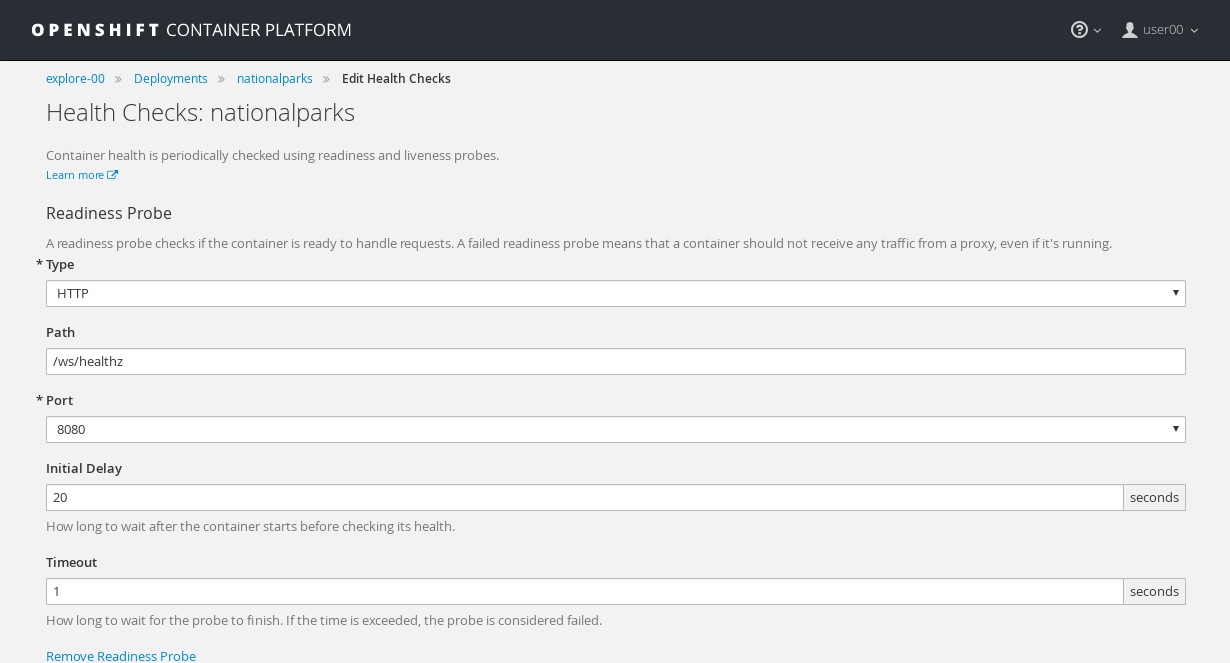 OPENSHIFT CONTAINER PLATFORM
user00
explore-00 » Deployments » nationalparks » Edit Health Checks
Health Checks: nationalparks
Container health is periodically checked using readiness and liveness probes.
Learn more
Readiness Probe
A readiness probe checks if the container is ready to handle requests. A failed readiness probe means that a container should not receive any traffic from a proxy, even if it's running.
* Type
HTTP
Path
/ws/healthz
* Port
8080
Initial Delay
20 seconds
How long to wait after the container starts before checking its health.
Timeout
1 seconds
How long to wait for the probe to finish. If the time is exceeded, the probe is considered failed.
Remove Readiness Probe